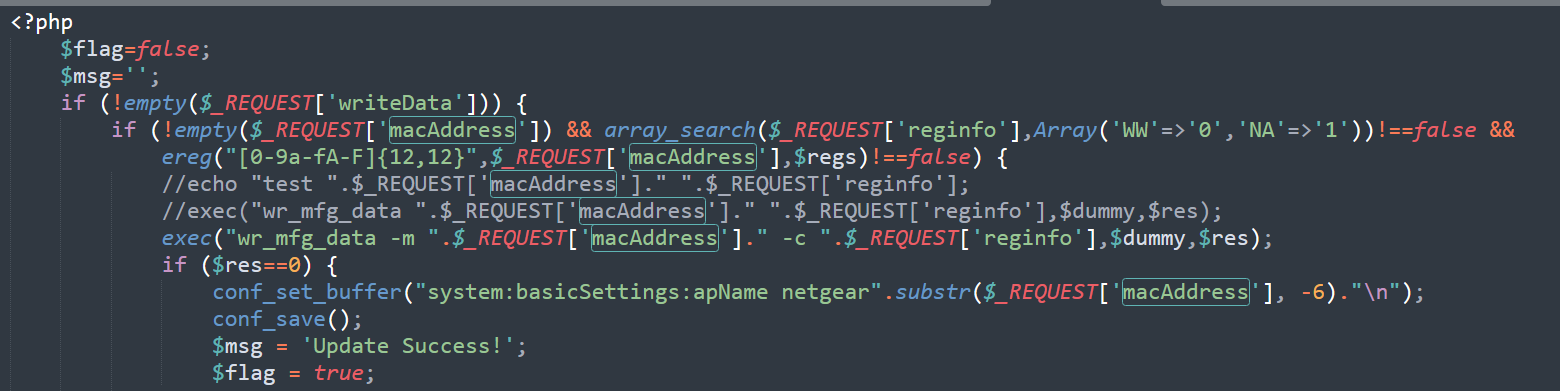 <?php
$flag=false;
$msg='';
if (!empty($_REQUEST['writeData'])) {
if (!empty($_REQUEST['macAddress']) && array_search($_REQUEST['reginfo'],Array('WW'=>'0','NA'=>'1'))!==false &&
ereg("[0-9a-fA-F]{12,12}",$_REQUEST['macAddress'],$regs)!==false) {
//echo "test ".$_REQUEST['macAddress']." ".$_REQUEST['reginfo'];
//exec("wr_mfg_data ".$_REQUEST['macAddress']." ".$_REQUEST['reginfo'],$dummy,$res);
exec("wr_mfg_data -m ".$_REQUEST['macAddress']." -c ".$_REQUEST['reginfo'],$dummy,$res);
if ($res==0) {
conf_set_buffer("system:basicSettings:apName netgear".substr($_REQUEST['macAddress'], -6)."\n");
conf_save();
$msg = 'Update Success!';
$flag = true;